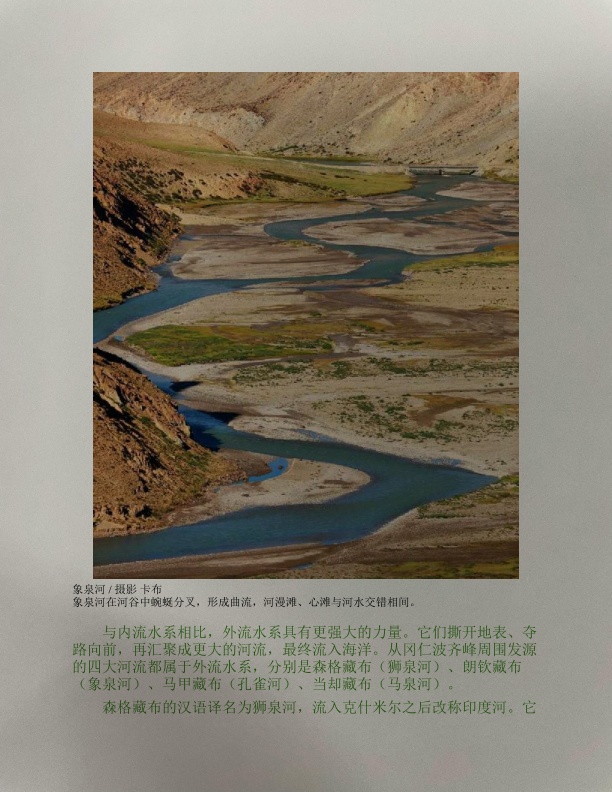 象泉河 / 摄影 卡布
象泉河在河谷中蜿蜒分叉，形成曲流，河漫滩、心滩与河水交错相间。
与内流水系相比，外流水系具有更强大的力量。它们撕开地表、夺
路向前，再汇聚成更大的河流，最终流入海洋。从冈仁波齐峰周围发源
的四大河流都属于外流水系，分别是森格藏布（狮泉河）、朗钦藏布
（象泉河）、马甲藏布（孔雀河）、当却藏布（马泉河）。
森格藏布的汉语译名为狮泉河，流入克什米尔之后改称印度河。它